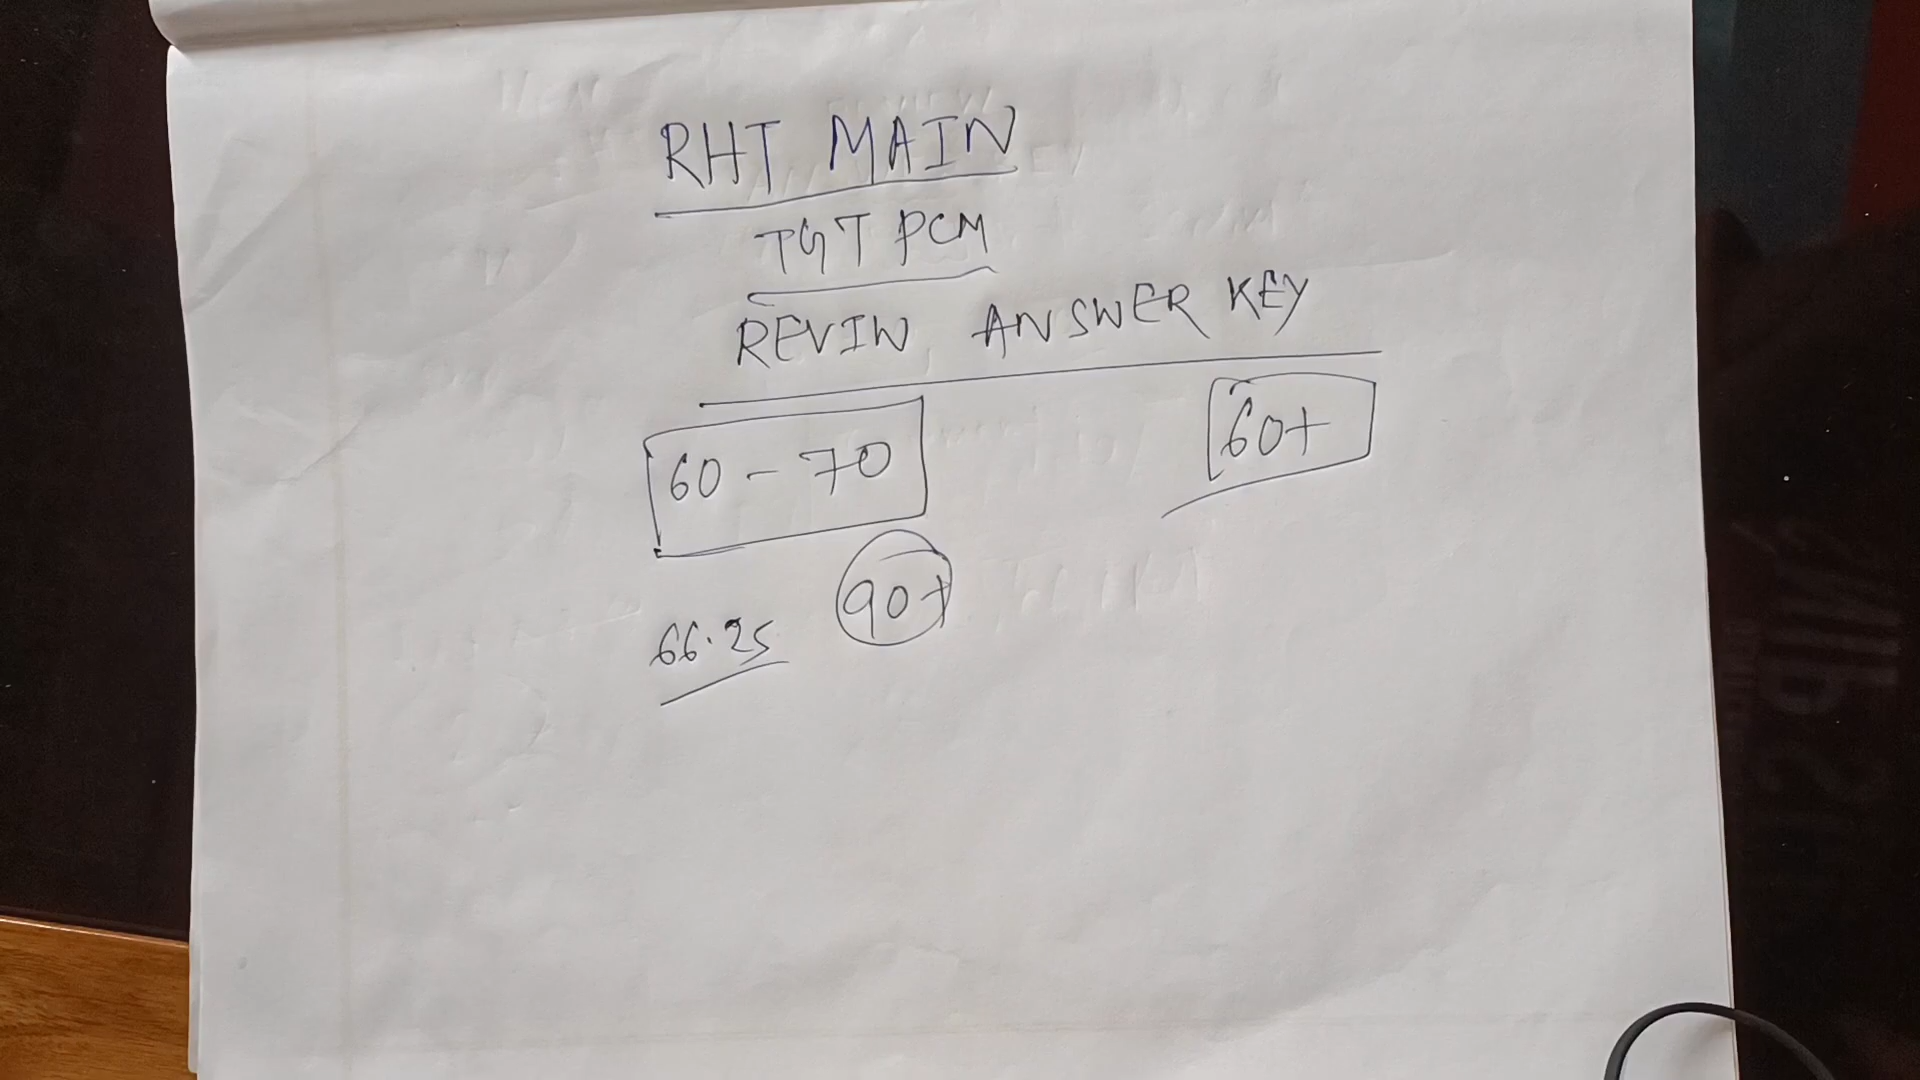 RHT MAIN
TGT PCM
REVIW ANSWER KEY
60 - 70
60+
90+
66.25